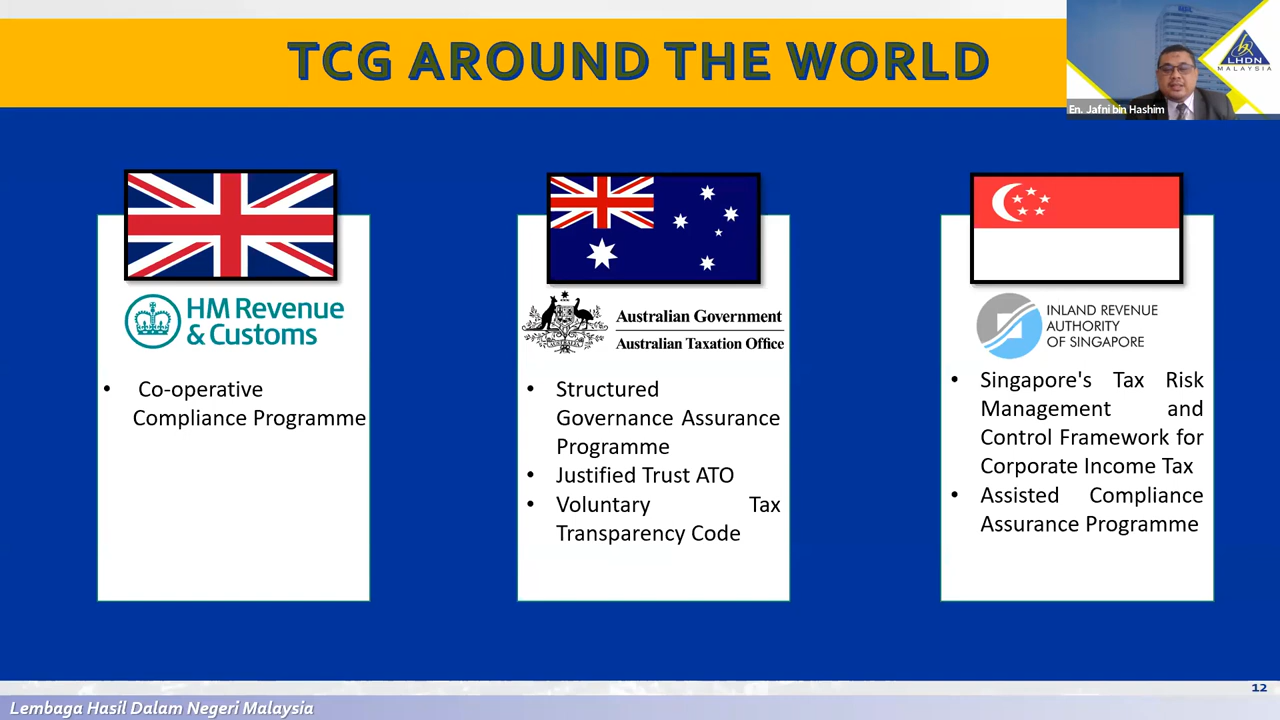 TCG AROUND THE WORLD
LHDN
MALAYSIA
En. Jafni bin Hashim
HM Revenue
& Customs
• Co-operative
Compliance Programme
Australian Government
Australian Taxation Office
• Structured
Governance Assurance
Programme
• Justified Trust ATO
• Voluntary Tax
Transparency Code
INLAND REVENUE
AUTHORITY
OF SINGAPORE
• Singapore's Tax Risk
Management and
Control Framework for
Corporate Income Tax
• Assisted Compliance
Assurance Programme
12
Lembaga Hasil Dalam Negeri Malaysia